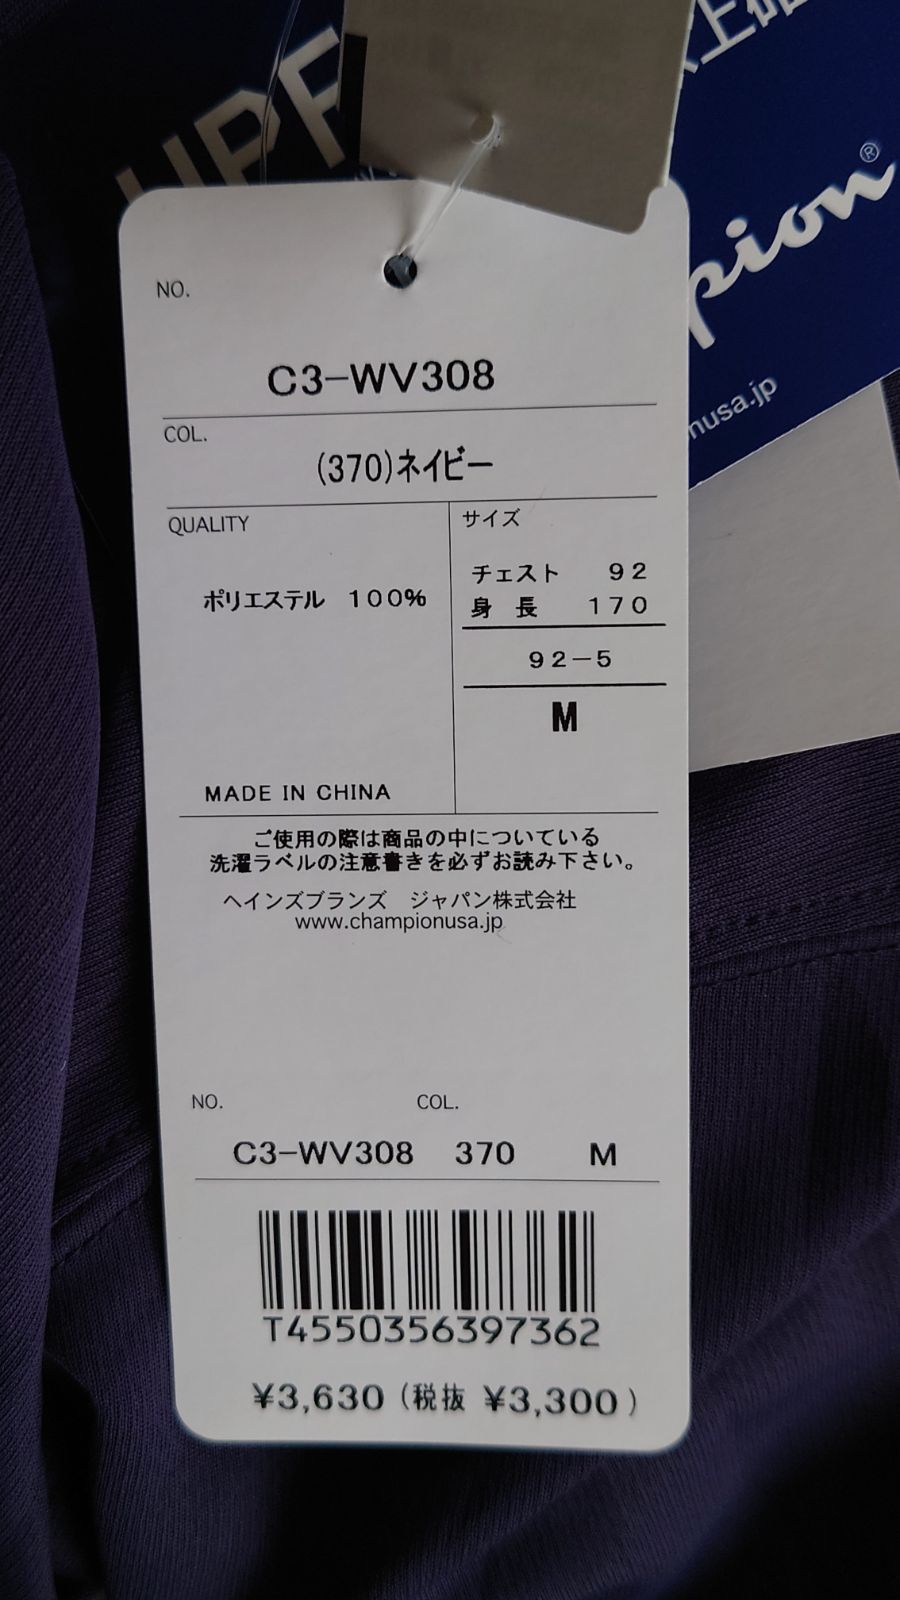 UPF
pion®
nusa.jp
NO.
C3-WV308
COL.
(370)ネイビー
QUALITY
サイズ
チェスト 92
ポリエステル 100%
身 長 170
92-5
M
MADE IN CHINA
ご使用の際は商品の中についている
洗濯ラベルの注意書きを必ずお読み下さい。
ヘインズブランズ ジャパン株式会社
www.championusa.jp
NO. COL.
C3-WV308 370 M
T4550356397362
¥3,630 (税抜 ¥3,300)